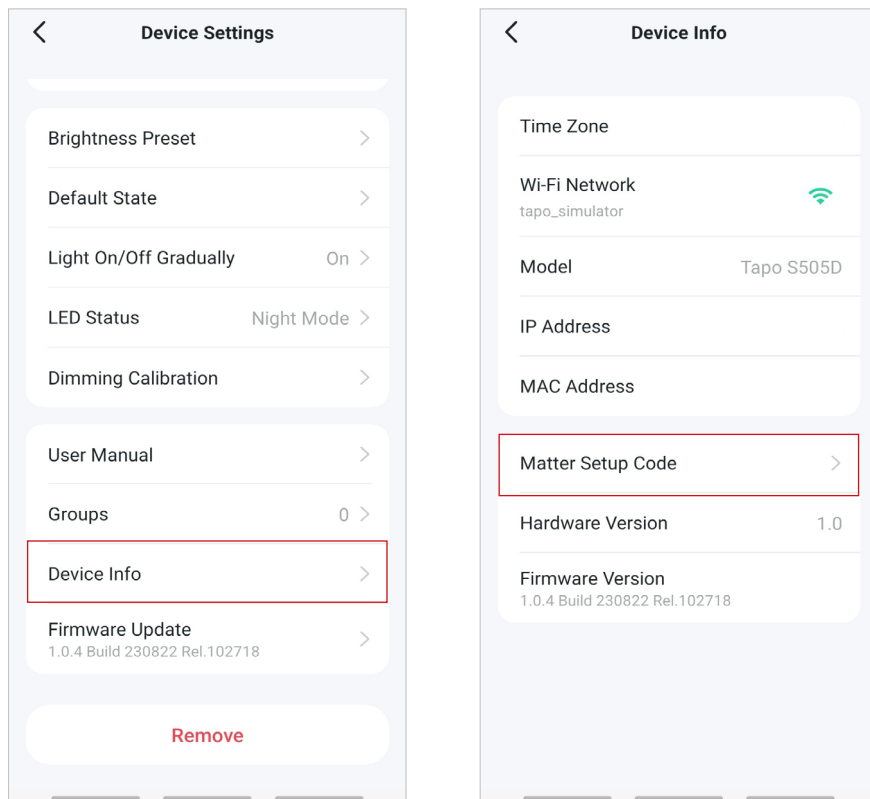 Device Settings
Brightness Preset
Default State
Light On/Off Gradually On
LED Status Night Mode
Dimming Calibration
User Manual
Groups 0
Device Info
Firmware Update
1.0.4 Build 230822 Rel.102718
Remove
Device Info
Time Zone
Wi-Fi Network
tapo_simulator
Model Tapo S505D
IP Address
MAC Address
Matter Setup Code
Hardware Version 1.0
Firmware Version
1.0.4 Build 230822 Rel.102718